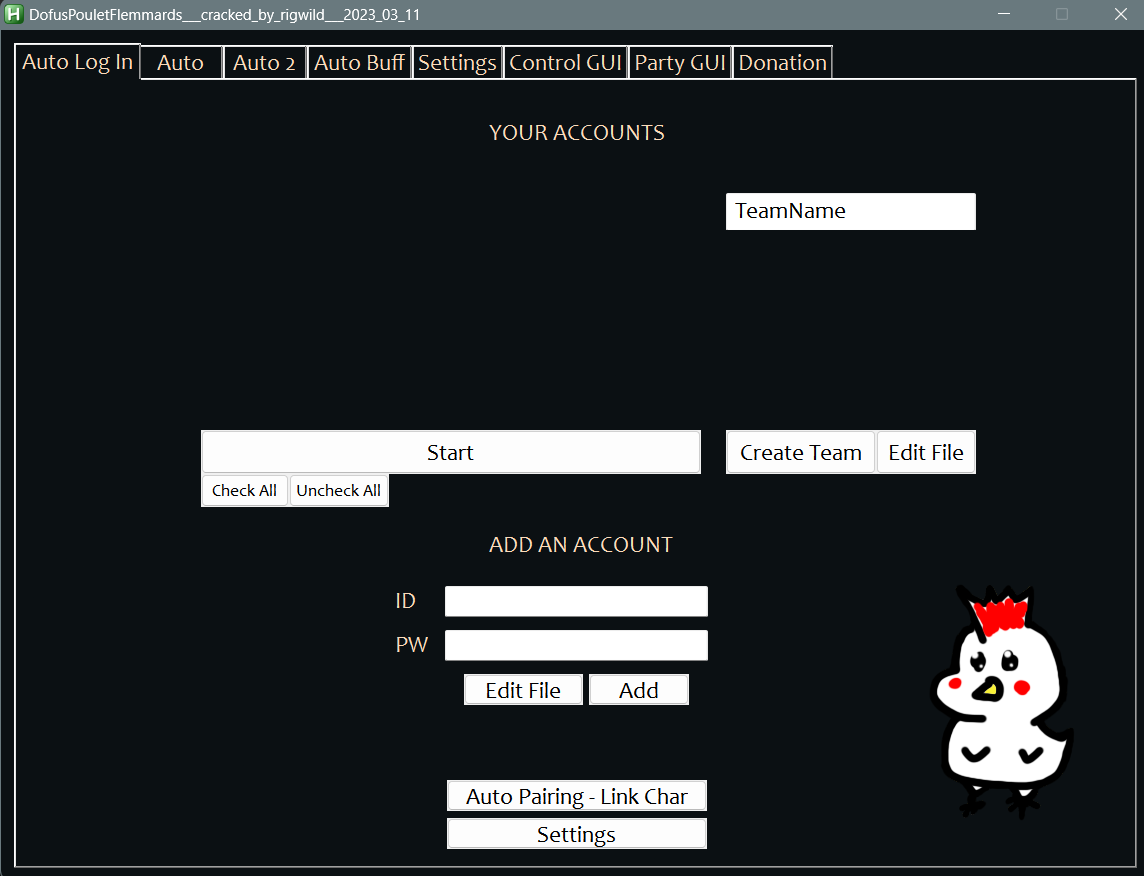 H DofusPouletFlemmards__cracked_by_rigwild__2023_03_11
Auto Log In Auto Auto 2 Auto Buff Settings Control GUI Party GUI Donation
YOUR ACCOUNTS
TeamName
Start Create Team Edit File
Check All Uncheck All
ADD AN ACCOUNT
ID
PW
Edit File Add
Auto Pairing - Link Char
Settings